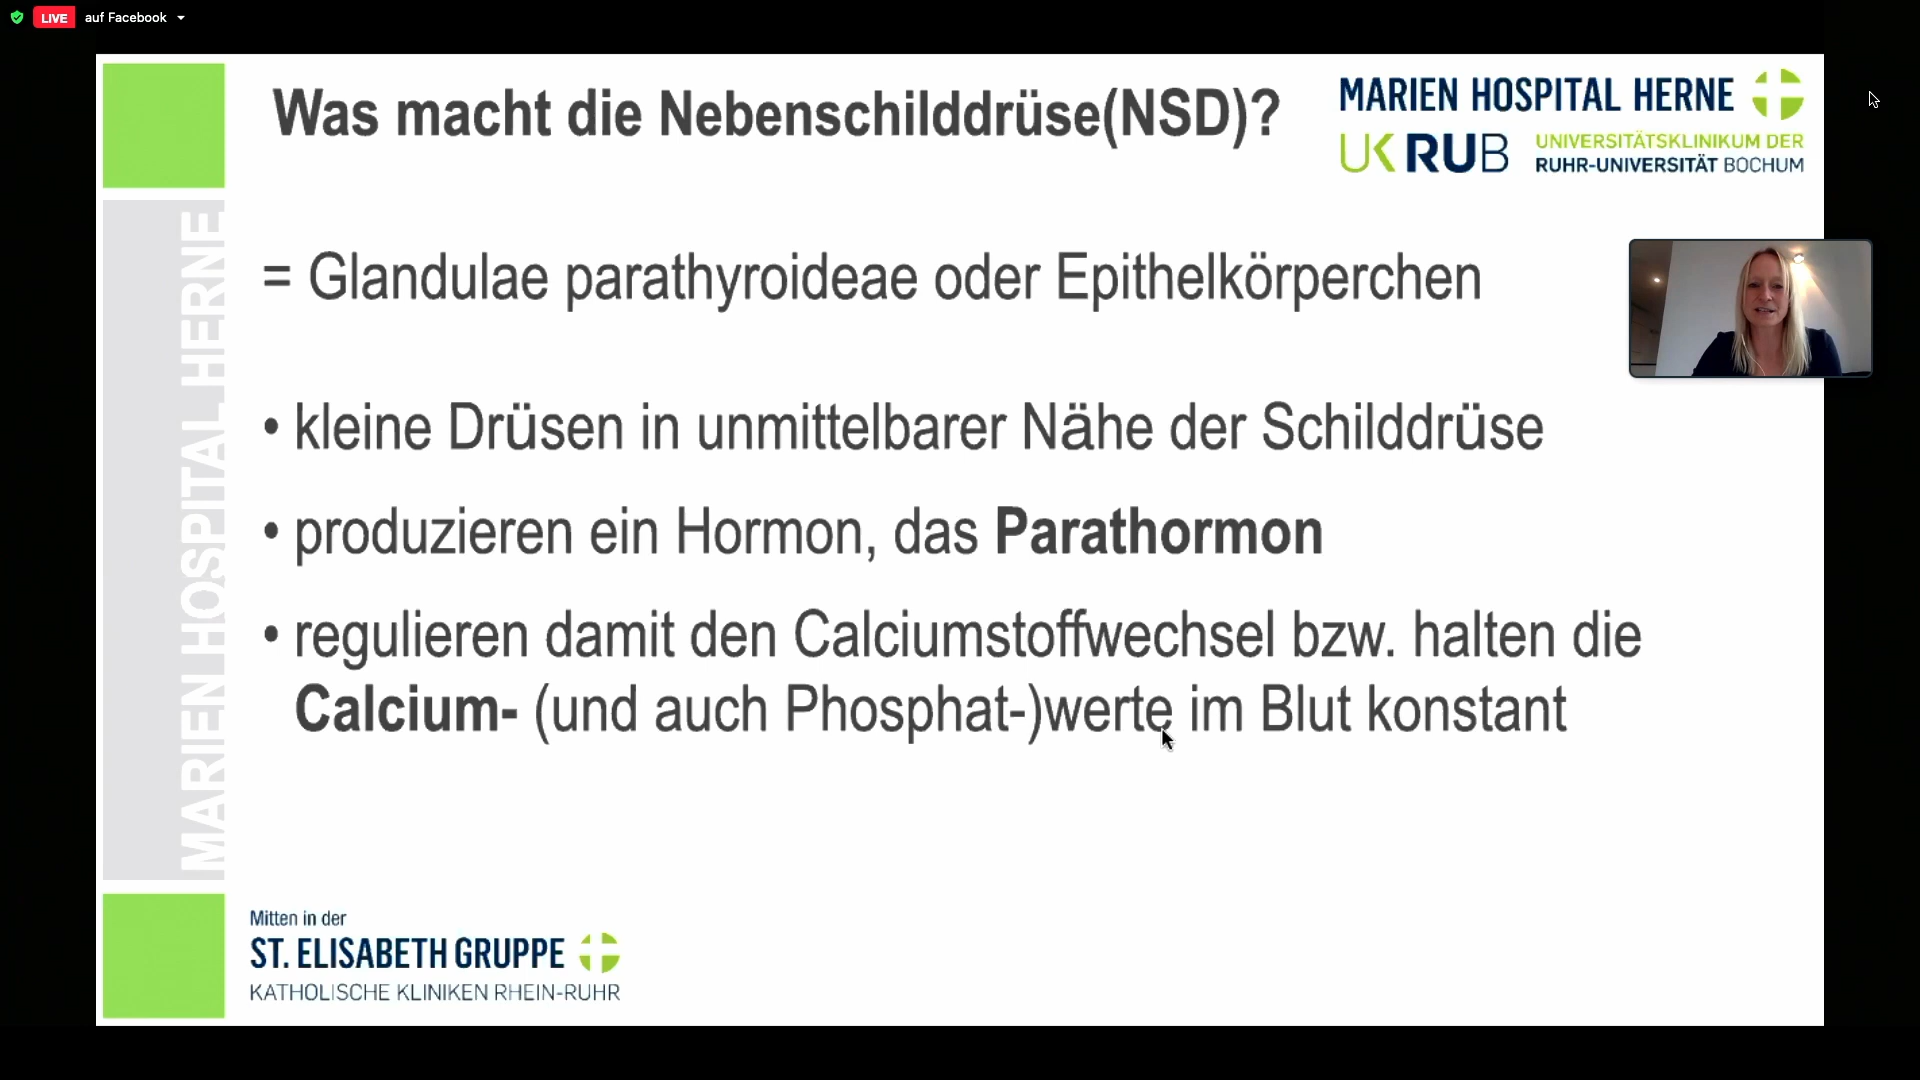 LIVE auf Facebook
Was macht die Nebenschilddrüse(NSD)?
MARIEN HOSPITAL HERNE
UK RUB
UNIVERSITÄTSKLINIKUM DER
RUHR-UNIVERSITÄT BOCHUM
MARIEN HOSPITAL HERNE
= Glandulae parathyroideae oder Epithelkörperchen
• kleine Drüsen in unmittelbarer Nähe der Schilddrüse
• produzieren ein Hormon, das Parathormon
• regulieren damit den Calciumstoffwechsel bzw. halten die
Calcium- (und auch Phosphat-)werte im Blut konstant
Mitten in der
ST. ELISABETH GRUPPE
KATHOLISCHE KLINIKEN RHEIN-RUHR